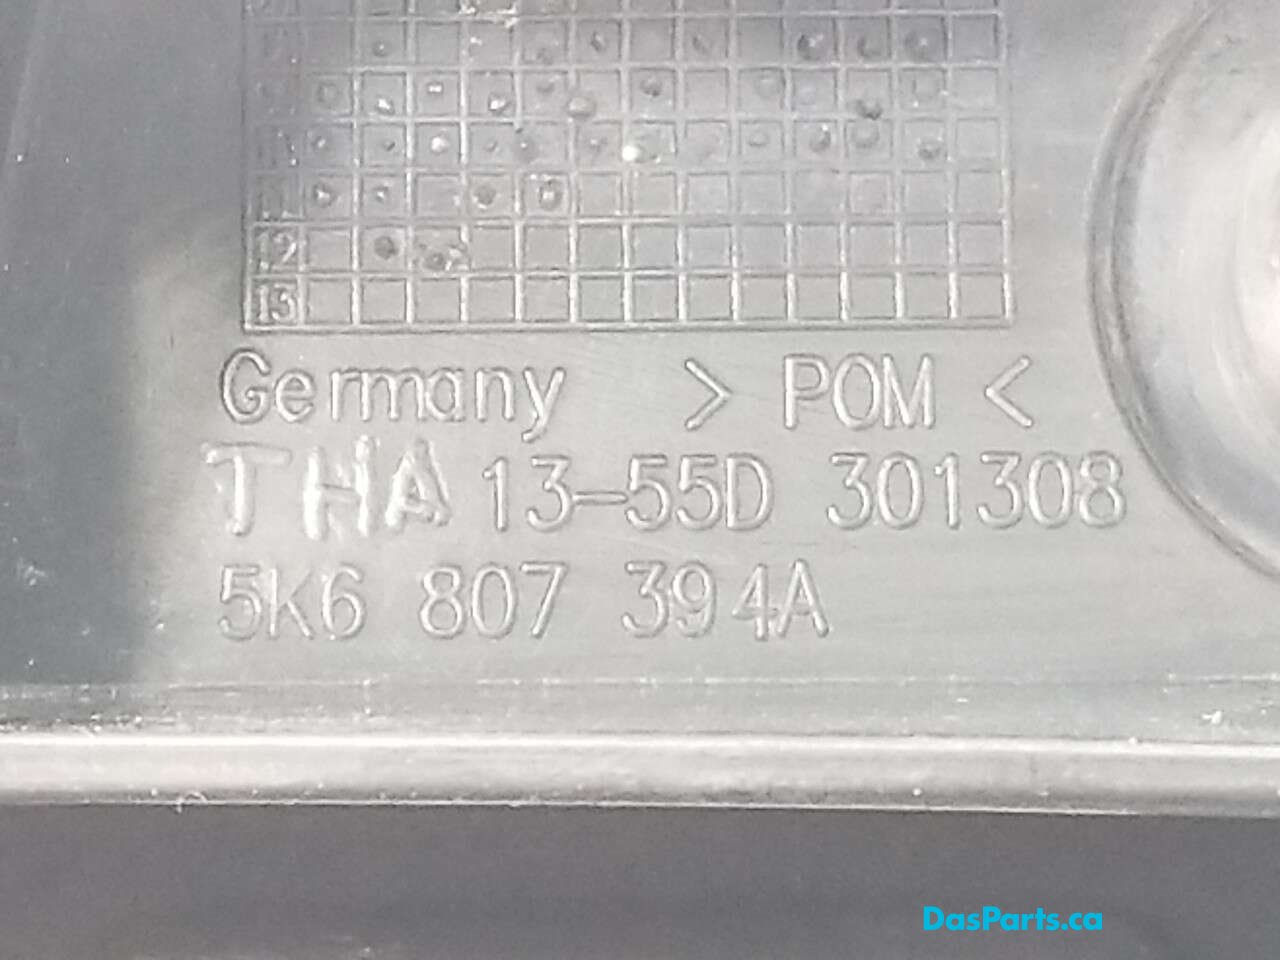 12
13
Germany > POM <
THA 13-55D 301308
5K6 807 394A
DasParts.ca